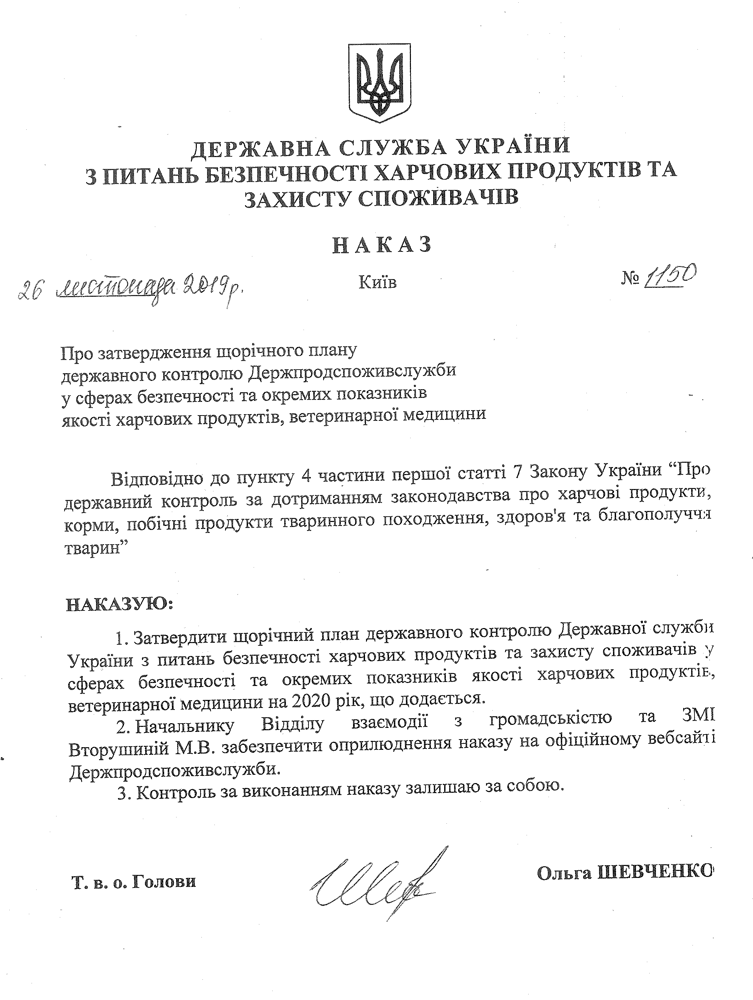 ДЕРЖАВНА СЛУЖБА УКРАЇНИ
З ПИТАНЬ БЕЗПЕЧНОСТІ ХАРЧОВИХ ПРОДУКТІВ ТА
ЗАХИСТУ СПОЖИВАЧІВ
НАКАЗ
26 листопада 2019р. Київ № 1150
Про затвердження щорічного плану
державного контролю Держпродспоживслужби
у сферах безпечності та окремих показників
якості харчових продуктів, ветеринарної медицини
Відповідно до пункту 4 частини першої статті 7 Закону України “Про
державний контроль за дотриманням законодавства про харчові продукти,
корми, побічні продукти тваринного походження, здоров'я та благополуччя
тварин”
НАКАЗУЮ:
1. Затвердити щорічний план державного контролю Державної служби
України з питань безпечності харчових продуктів та захисту споживачів у
сферах безпечності та окремих показників якості харчових продуктів,
ветеринарної медицини на 2020 рік, що додається.
2. Начальнику Відділу взаємодії з громадськістю та ЗМІ
Вторушиній М.В. забезпечити оприлюднення наказу на офіційному вебсайті
Держпродспоживслужби.
3. Контроль за виконанням наказу залишаю за собою.
Т. в. о. Голови Ольга ШЕВЧЕНКО